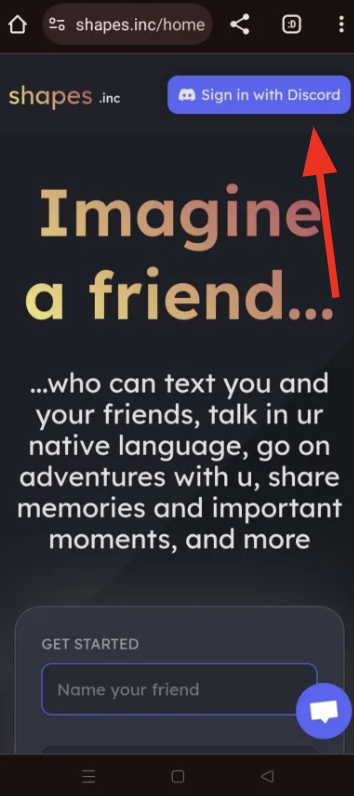 shapes.inc/home
:D
shapes .inc
Sign in with Discord
Imagine
a friend...
...who can text you and
your friends, talk in ur
native language, go on
adventures with u, share
memories and important
moments, and more
GET STARTED
Name your friend